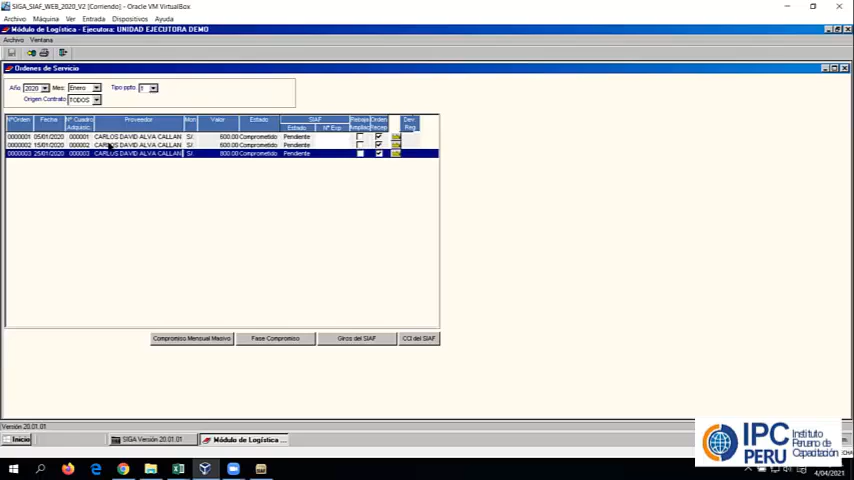 SIGA_SIAF_WEB_2020_V2 [Corriendo] - Oracle VM VirtualBox
Archivo Máquina Ver Entrada Dispositivos Ayuda
Módulo de Logística - Ejecutora: UNIDAD EJECUTORA DEMO
Archivo Ventana
Ordenes de Servicio
Año 2020 Mes: Enero Tipo ppto.
Origen Contrato TODOS
NºOrden Fecha Nº Cuadro Adquisic. Proveedor Mon Valor Estado SIAF Estado Nº Exp Rebaja Ampliac Orden Recep Dev. Reg
0000001 05/01/2020 000001 CARLOS DAVID ALVA CALLAN S/. 600.00 Comprometido Pendiente
0000002 15/01/2020 000002 CARLOS DAVID ALVA CALLAN S/. 600.00 Comprometido Pendiente
0000003 25/01/2020 000003 CARLOS DAVID ALVA CALLAN S/. 800.00 Comprometido Pendiente
Compromiso Mensual Masivo Fase Compromiso Giros del SIAF CCI del SIAF
Versión 20.01.01
Inicio SIGA Versión 20.01.01 Módulo de Logística ...
IPC PERU
Instituto Peruano de Capacitación
4/04/2021